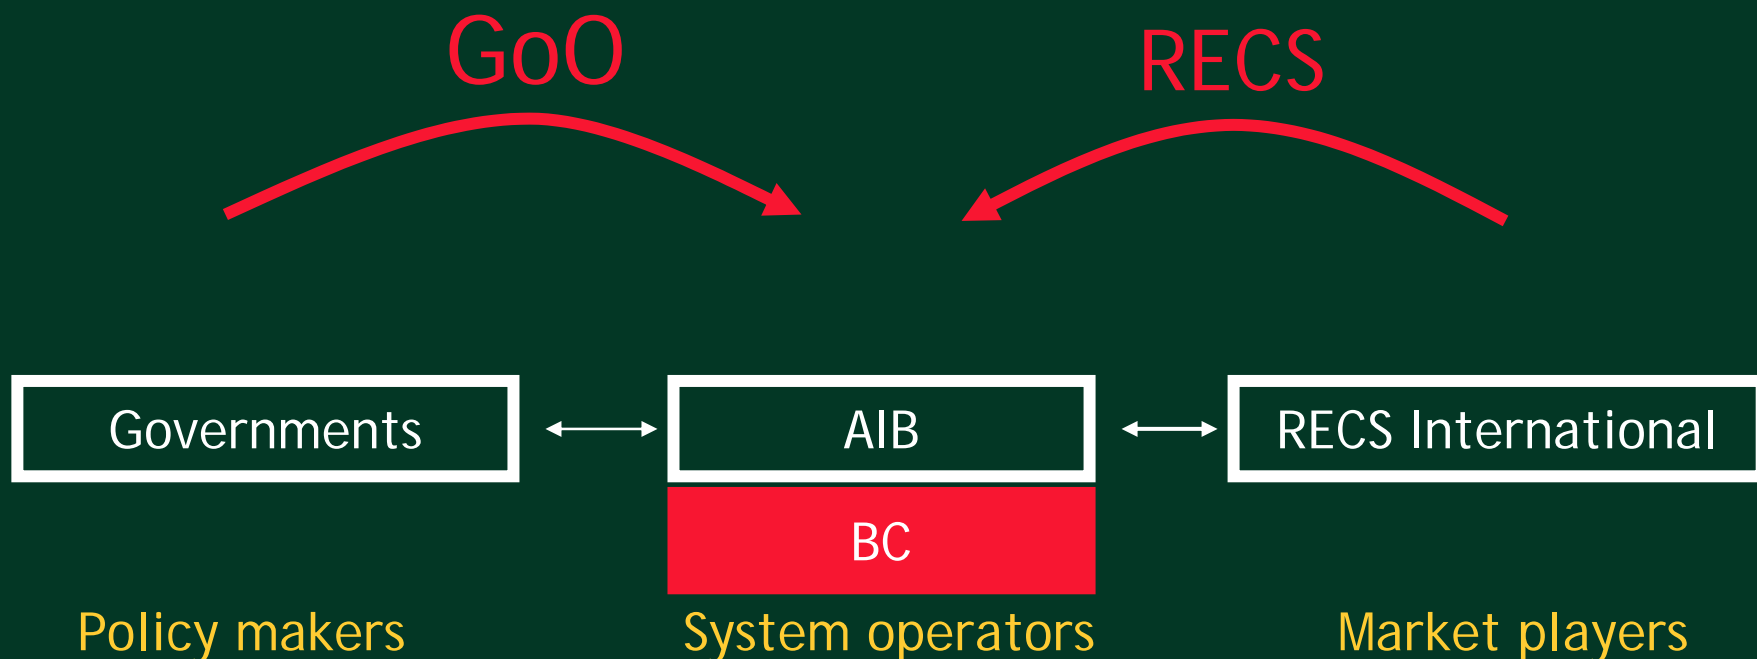 GoO
RECS
Governments
AIB
RECS International
BC
Policy makers
System operators
Market players